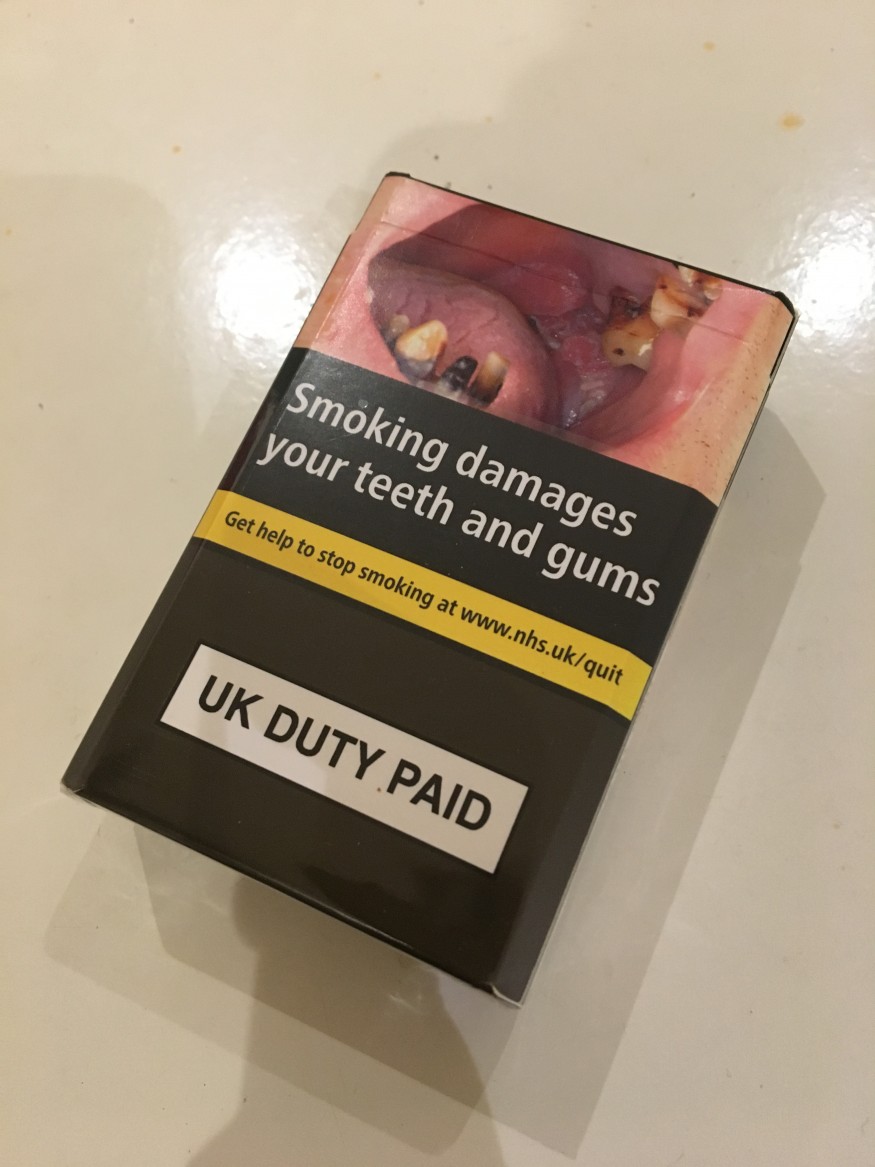 Smoking damages
your teeth and gums
Get help to stop smoking at www.nhs.uk/quit
UK DUTY PAID